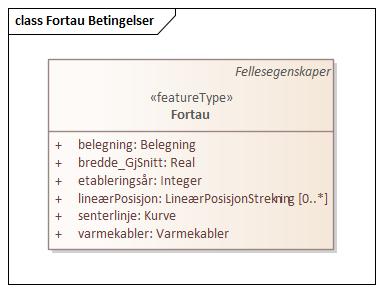 class Fortau Betingelser
Fellesegenskaper
«featureType»
Fortau
+ belegning: Belegning
+ bredde_GjSnitt: Real
+ etableringsår: Integer
+ lineærPosisjon: LineærPosisjonStrekning [0..*]
+ senterlinje: Kurve
+ varmekabler: Varmekabler